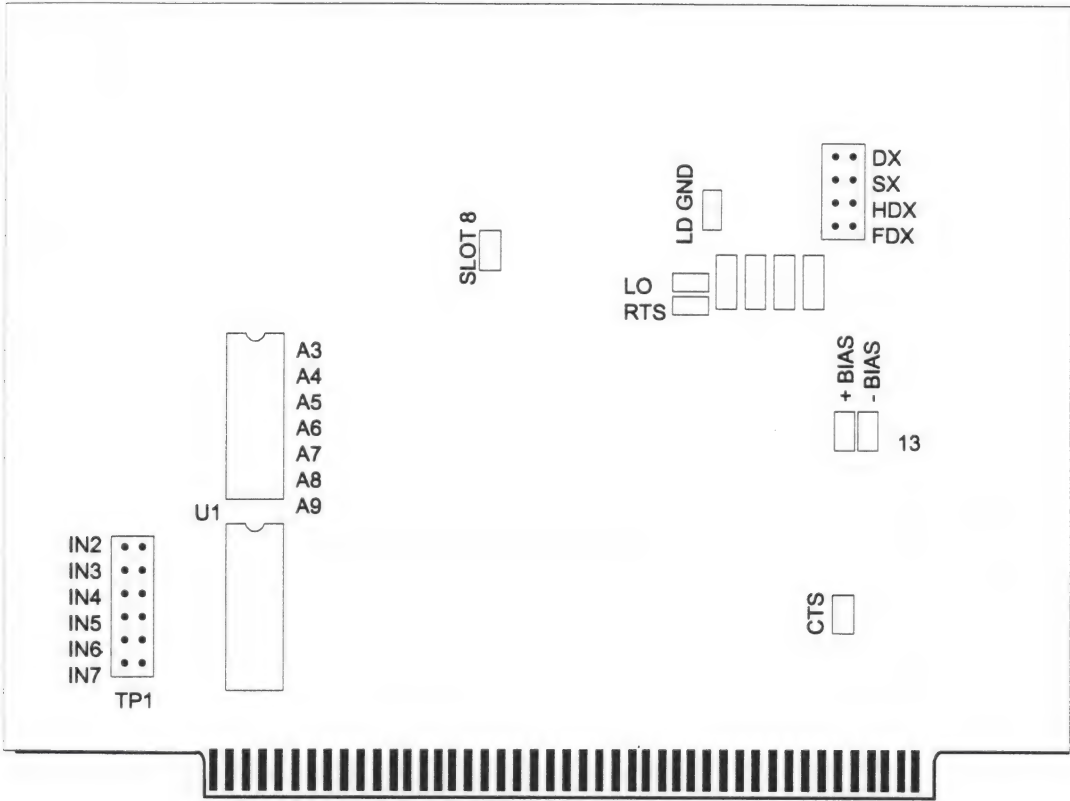 DX
SX
HDX
FDX
LD GND
SLOT 8
LO
RTS
A3
A4
A5
A6
A7
A8
A9
+ BIAS
- BIAS
13
U1
IN2
IN3
IN4
IN5
IN6
IN7
TP1
CTS